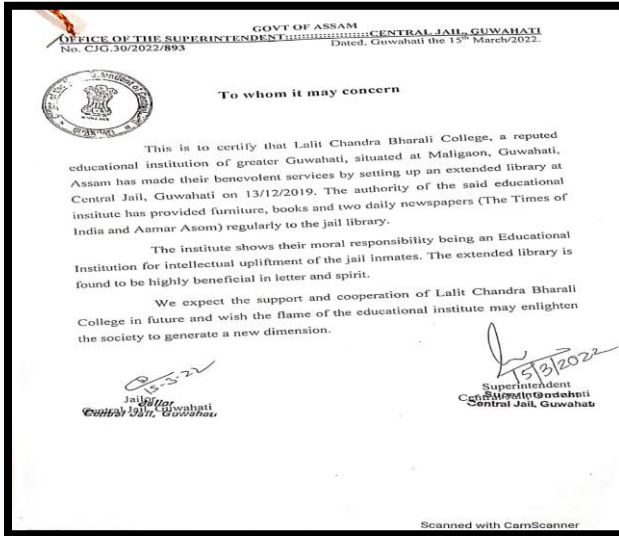 GOVT OF ASSAM
OFFICE OF THE SUPERINTENDENT::::::::::::::::::::CENTRAL JAIL, GUWAHATI
No. CJG.30/2022/893 Dated, Guwahati the 15th March/2022.
To whom it may concern
This is to certify that Lalit Chandra Bharali College, a reputed
educational institution of greater Guwahati, situated at Maligaon, Guwahati,
Assam has made their benevolent services by setting up an extended library at
Central Jail, Guwahati on 13/12/2019. The authority of the said educational
institute has provided furniture, books and two daily newspapers (The Times of
India and Aamar Asom) regularly to the jail library.
The institute shows their moral responsibility being an Educational
Institution for intellectual upliftment of the jail inmates. The extended library is
found to be highly beneficial in letter and spirit.
We expect the support and cooperation of Lalit Chandra Bharali
College in future and wish the flame of the educational institute may enlighten
the society to generate a new dimension.
15-3-22
15/3/2022
Jailor
Jailor
Central Jail, Guwahati
Central Jail, Guwahati
Superintendent
Superintendent
Central Jail, Guwahati
Central Jail, Guwahati
Scanned with CamScanner